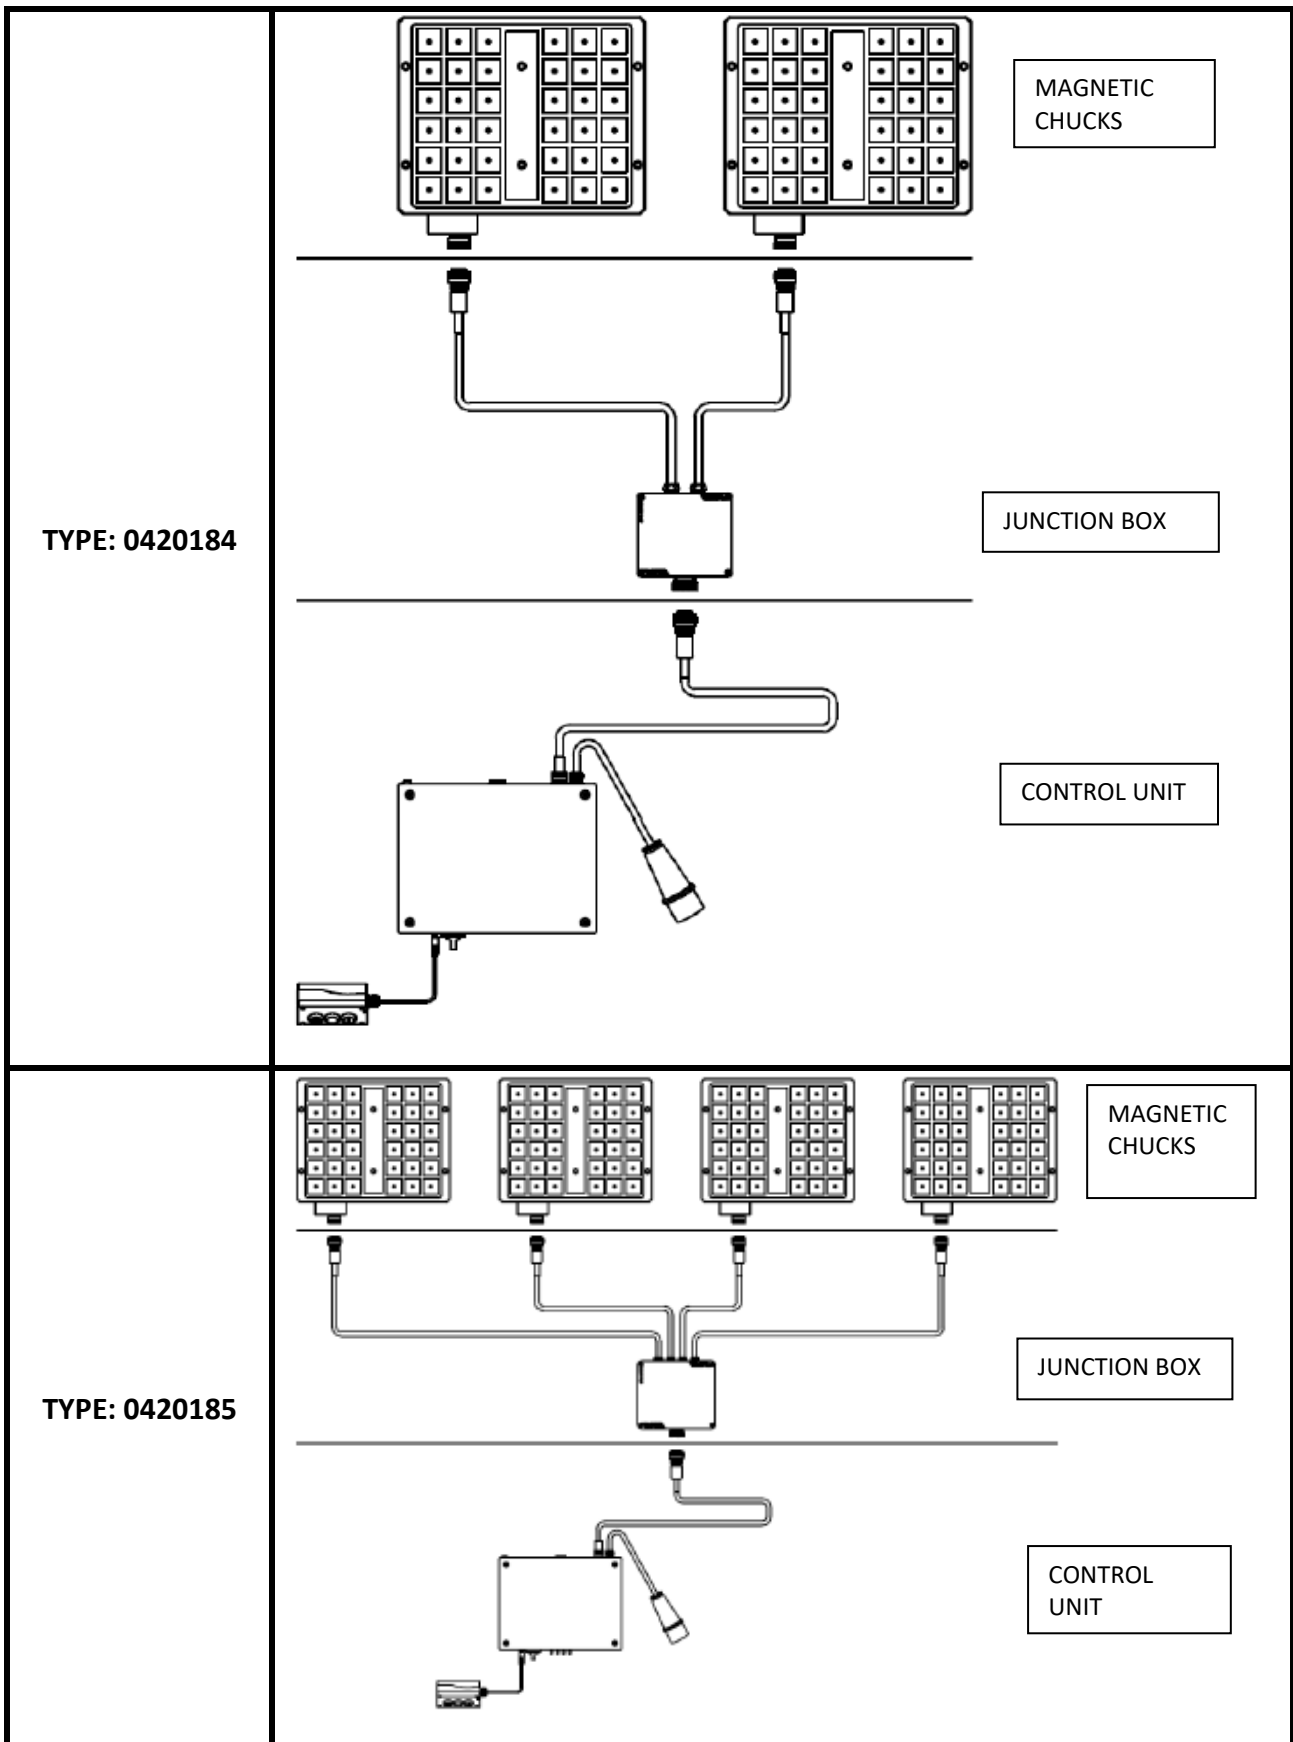 MAGNETIC
CHUCKS
TYPE: 0420184
JUNCTION BOX
CONTROL UNIT
MAGNETIC
CHUCKS
JUNCTION BOX
TYPE: 0420185
CONTROL
UNIT